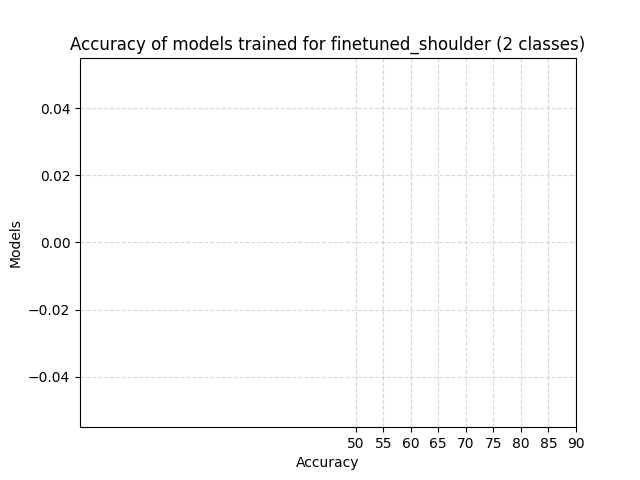 Accuracy of models trained for finetuned_shoulder (2 classes)
0.04
0.02
0.00
−0.02
−0.04
Models
50 55 60 65 70 75 80 85 90
Accuracy